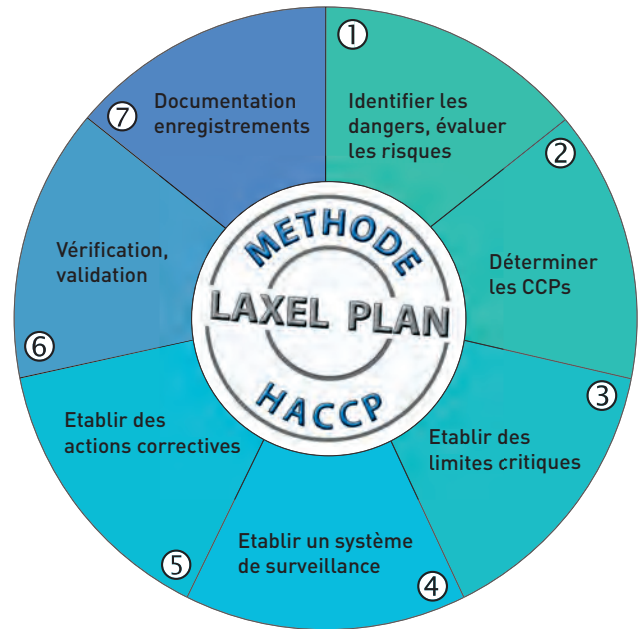 ①
Identifier les
dangers, évaluer
les risques
②
Déterminer
les CCPs
③
Etablir des
limites critiques
④
Etablir un système
de surveillance
⑤
Etablir des
actions correctives
⑥
Vérification,
validation
⑦
Documentation
enregistrements
METHODE
LAXEL PLAN
HACCP